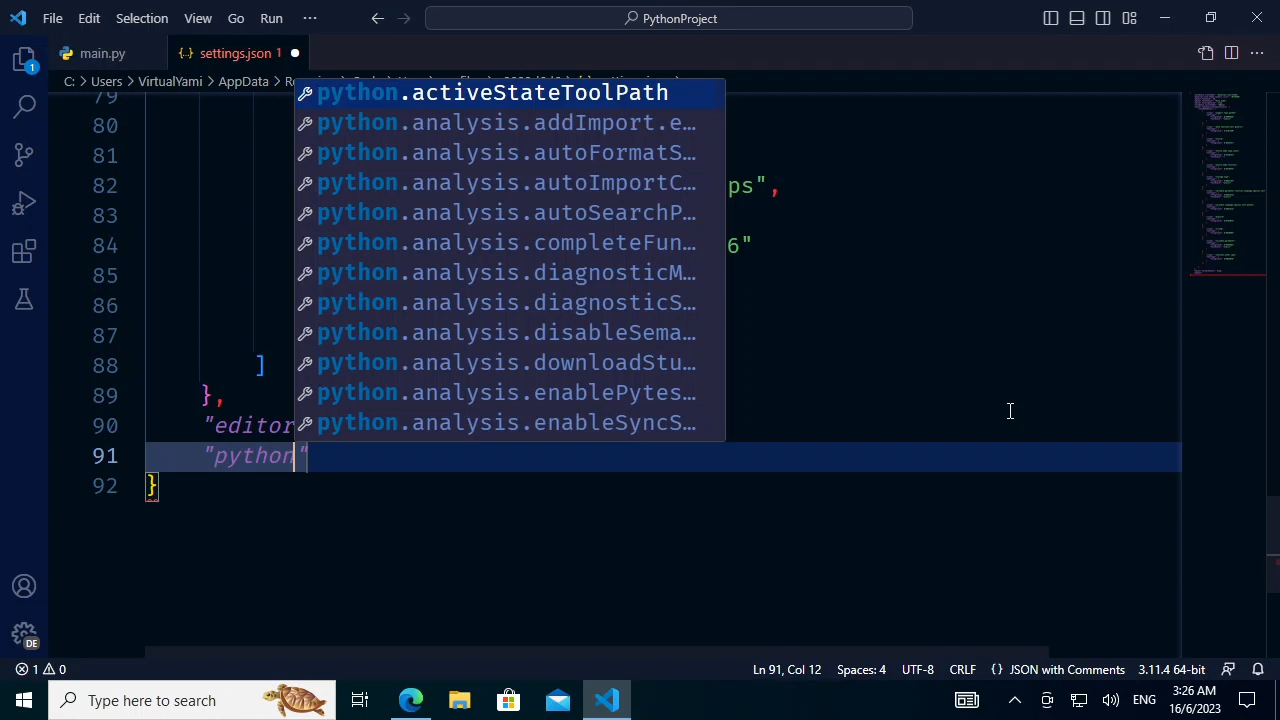 File Edit Selection View Go Run ··· PythonProject
1
main.py settings.json 1
C: > Users > VirtualYami > AppData >
79
80
81
82 ps",
83
84 6"
85
86
87
88 ]
89 },
90 "editor
91 "python"
92 }
python.activeStateToolPath
python.analysis.addImport.e…
python.analysis.autoFormatS…
python.analysis.autoImportC…
python.analysis.autoSearchP…
python.analysis.completeFun…
python.analysis.diagnosticM…
python.analysis.diagnosticS…
python.analysis.disableSema…
python.analysis.downloadStu…
python.analysis.enablePytes…
python.analysis.enableSyncS…
DE
1 0 Ln 91, Col 12 Spaces: 4 UTF-8 CRLF {} JSON with Comments 3.11.4 64-bit
Type here to search ENG 3:26 AM
16/6/2023